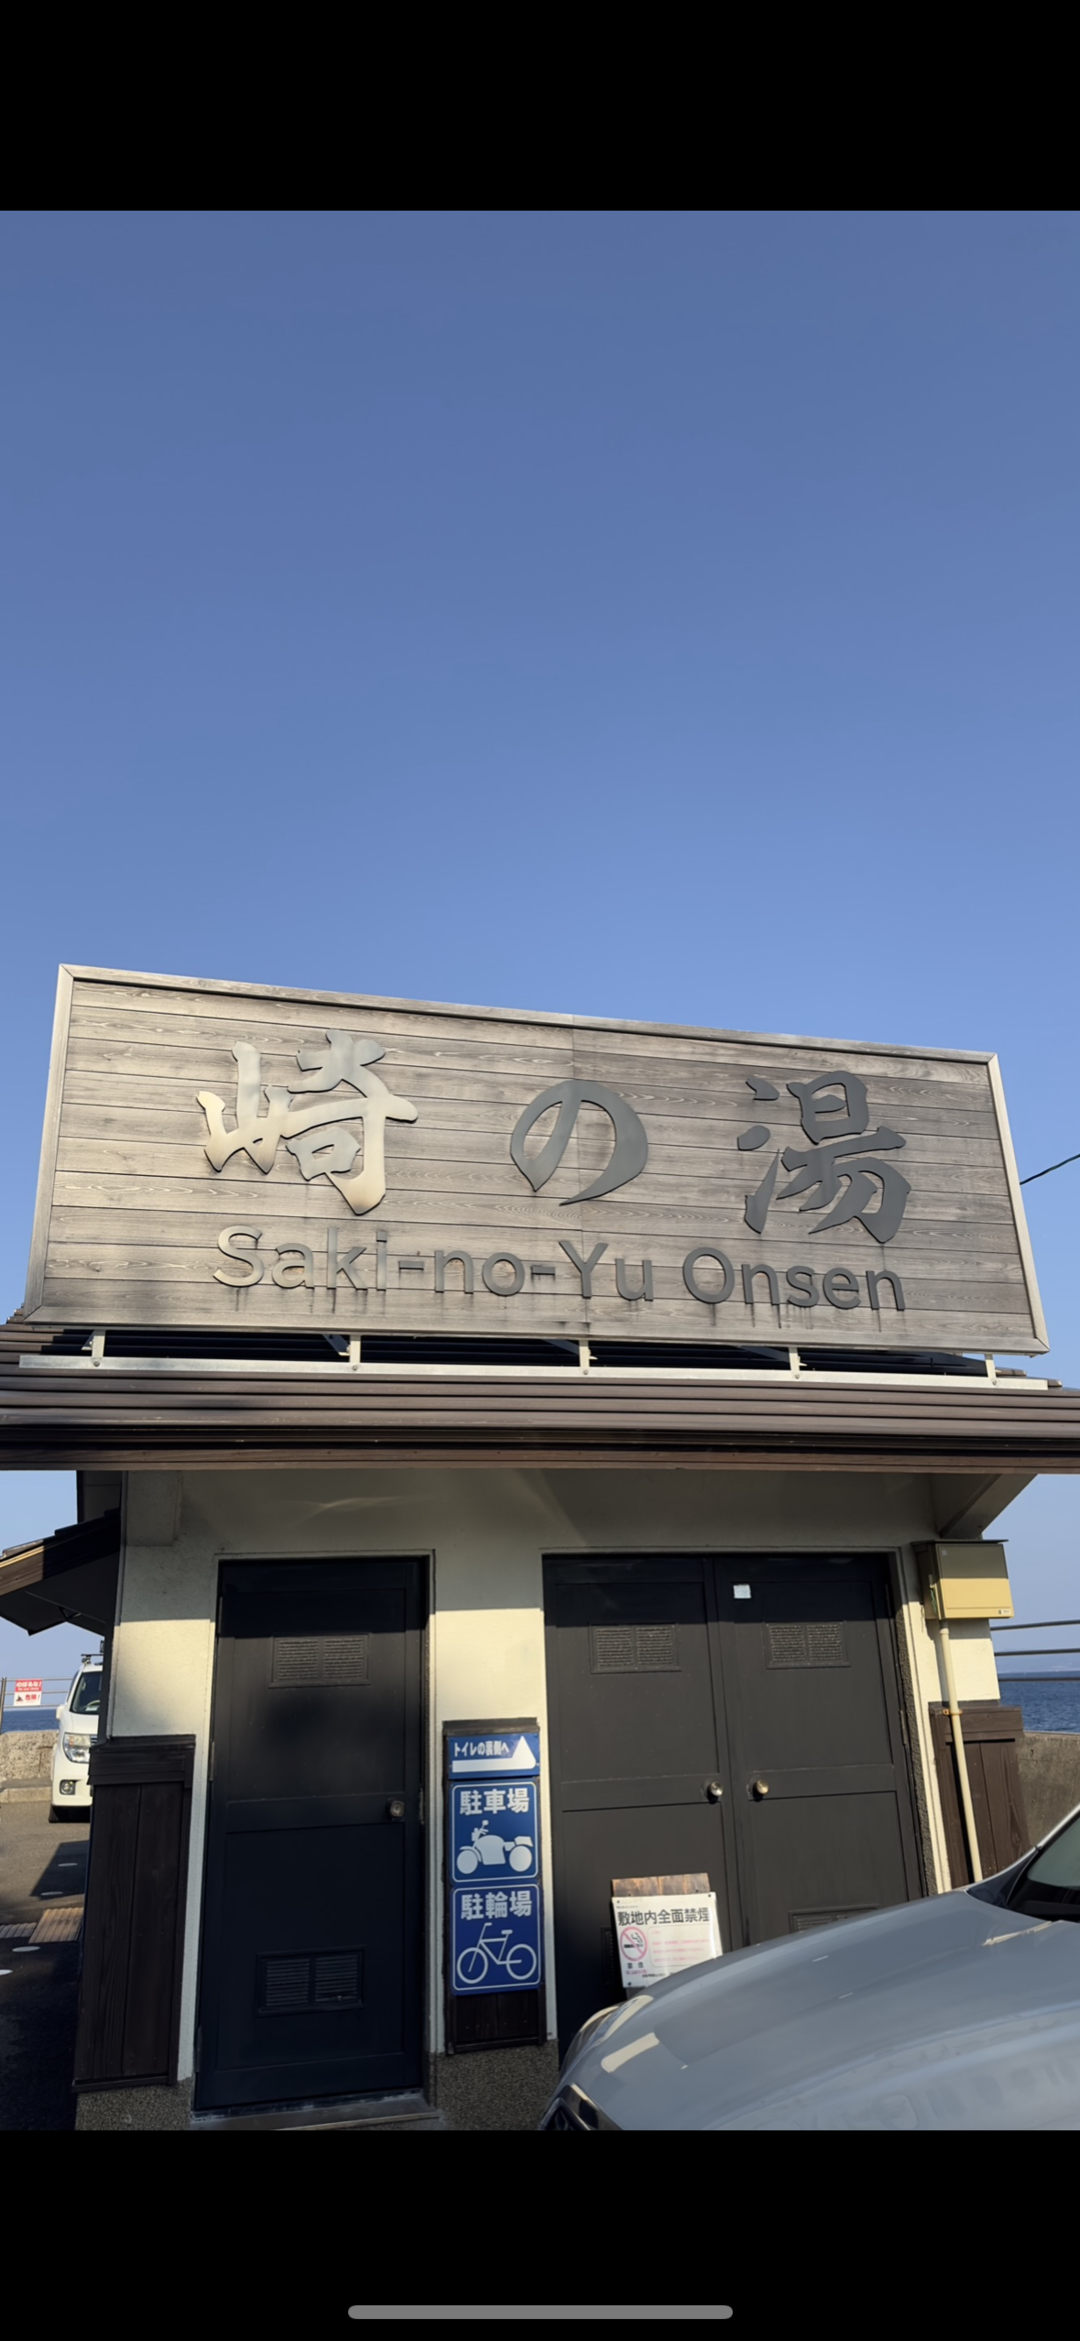 崎の湯
Saki-no-Yu Onsen
トイレの裏側へ
駐車場
駐輪場
敷地内全面禁煙